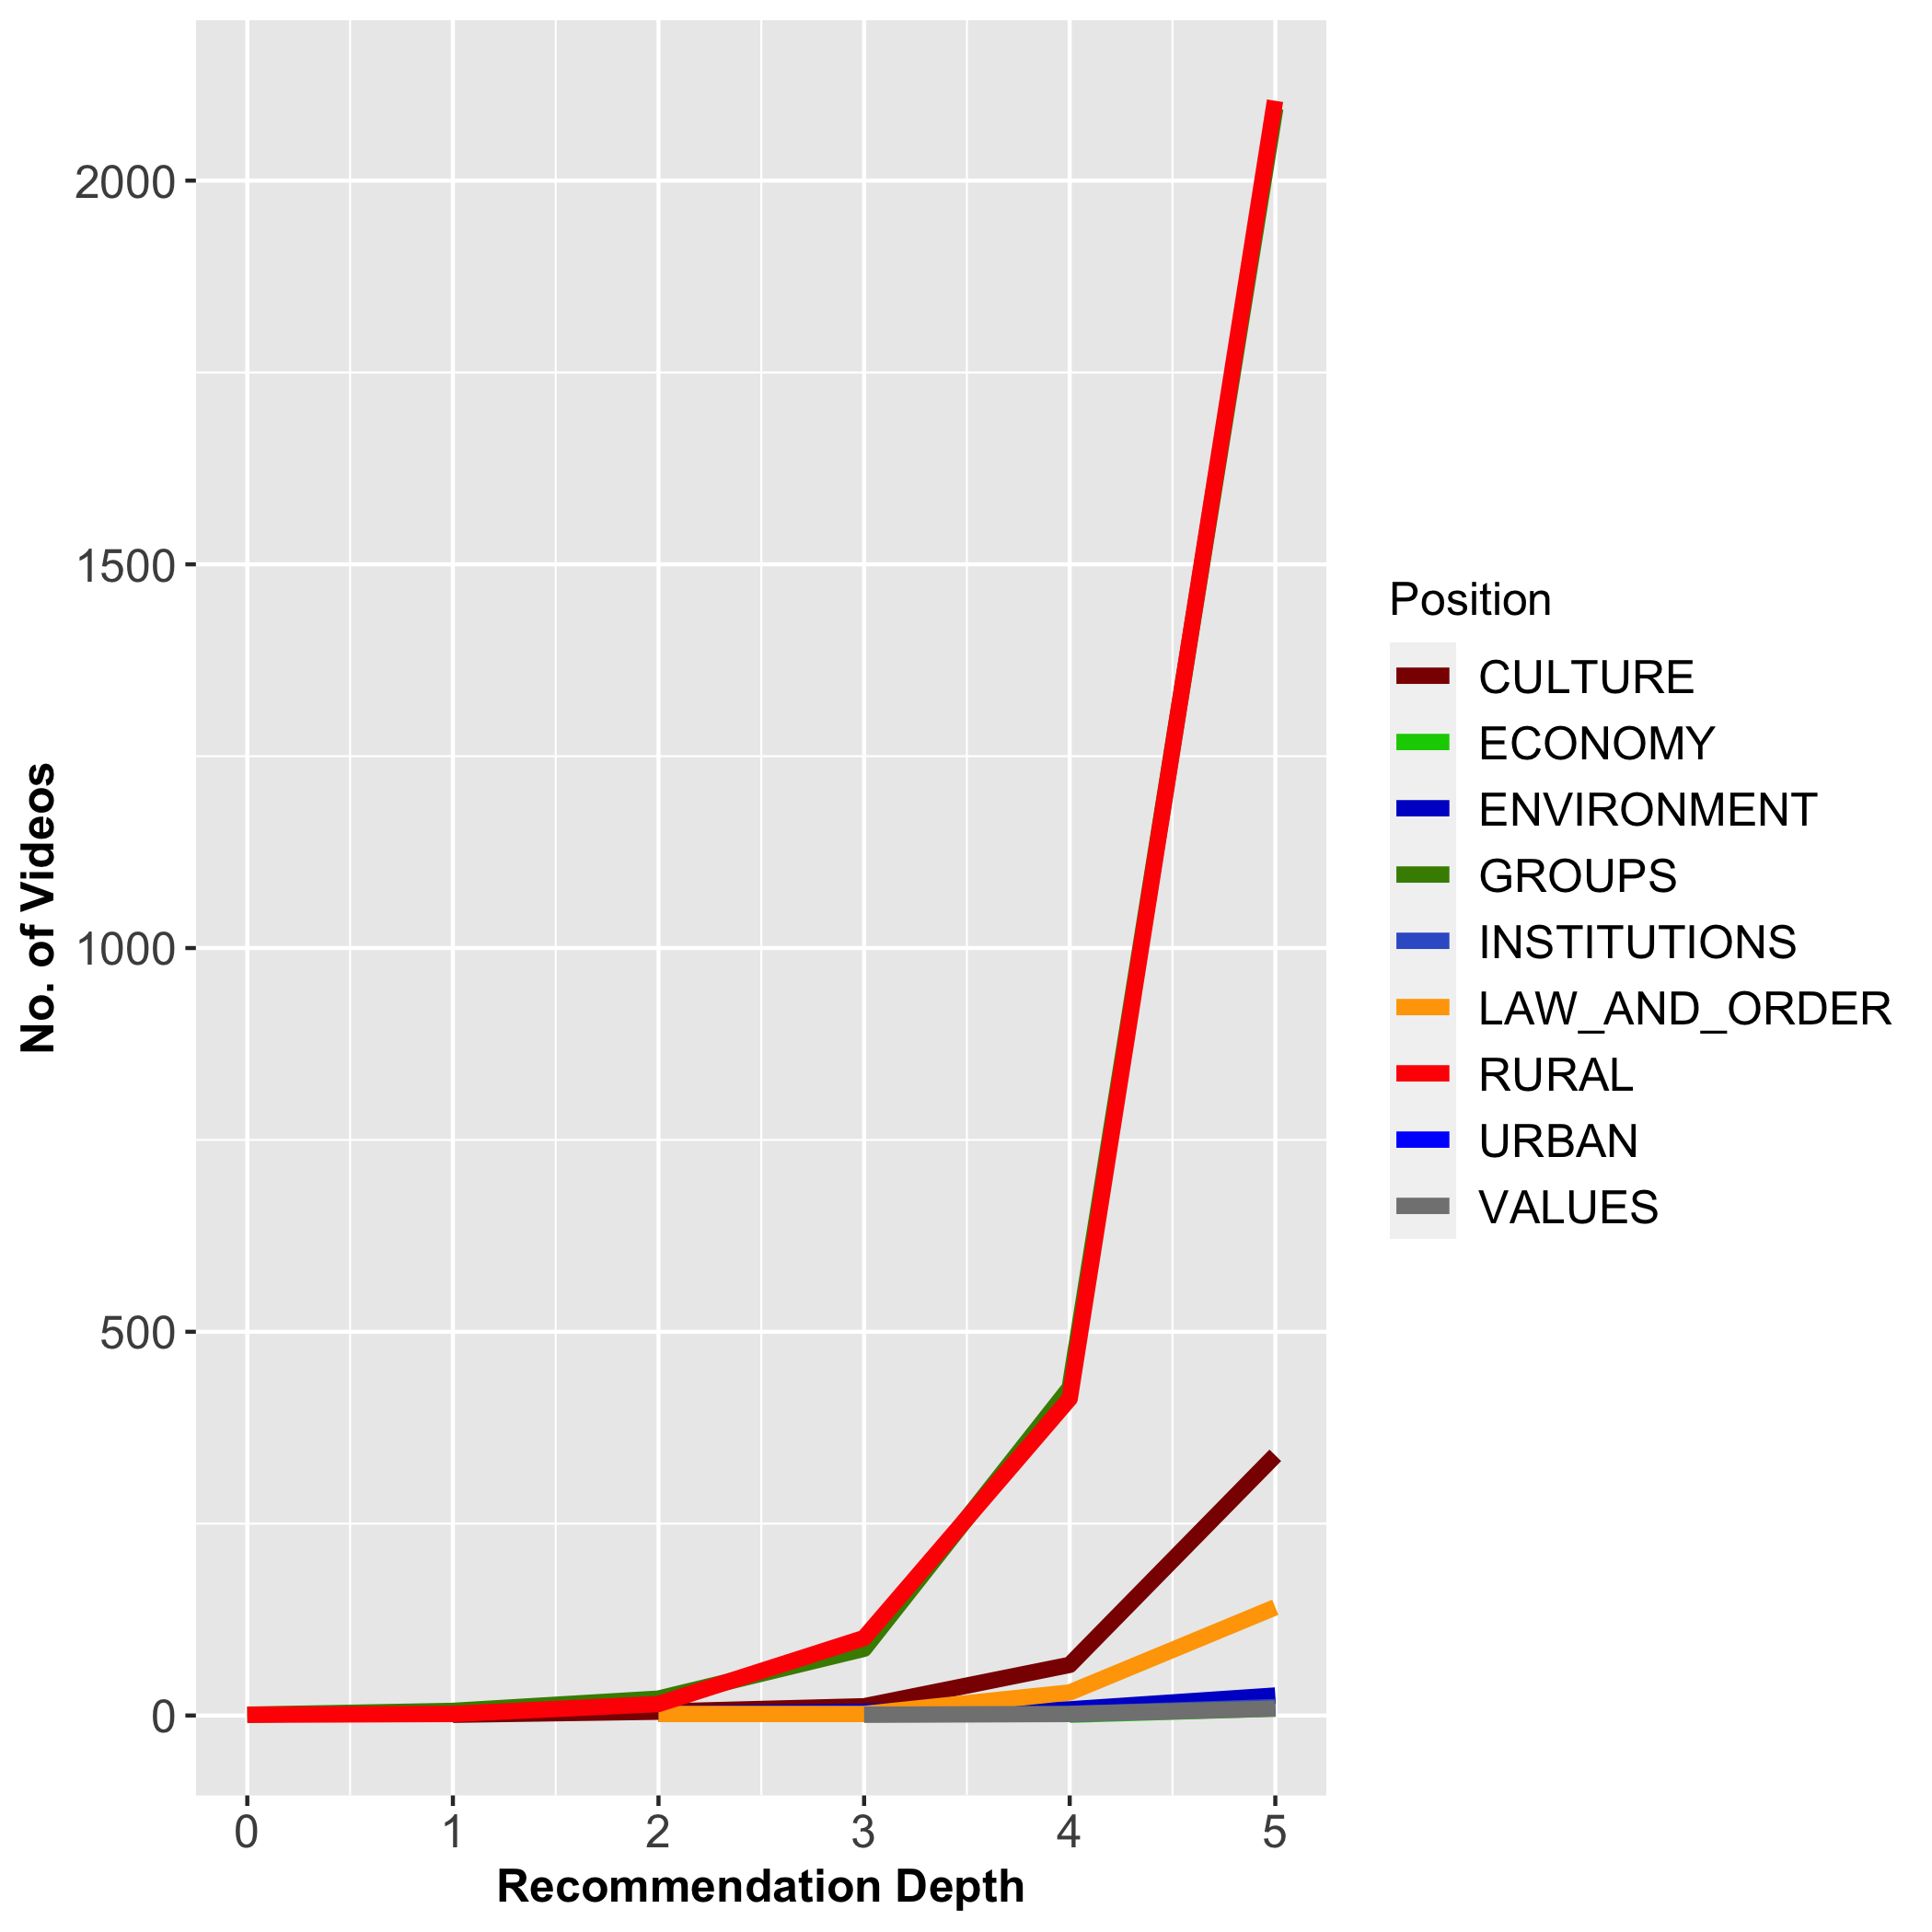 2000
1500
1000
500
0
No. of Videos
0 1 2 3 4 5
Recommendation Depth
Position
CULTURE
ECONOMY
ENVIRONMENT
GROUPS
INSTITUTIONS
LAW_AND_ORDER
RURAL
URBAN
VALUES